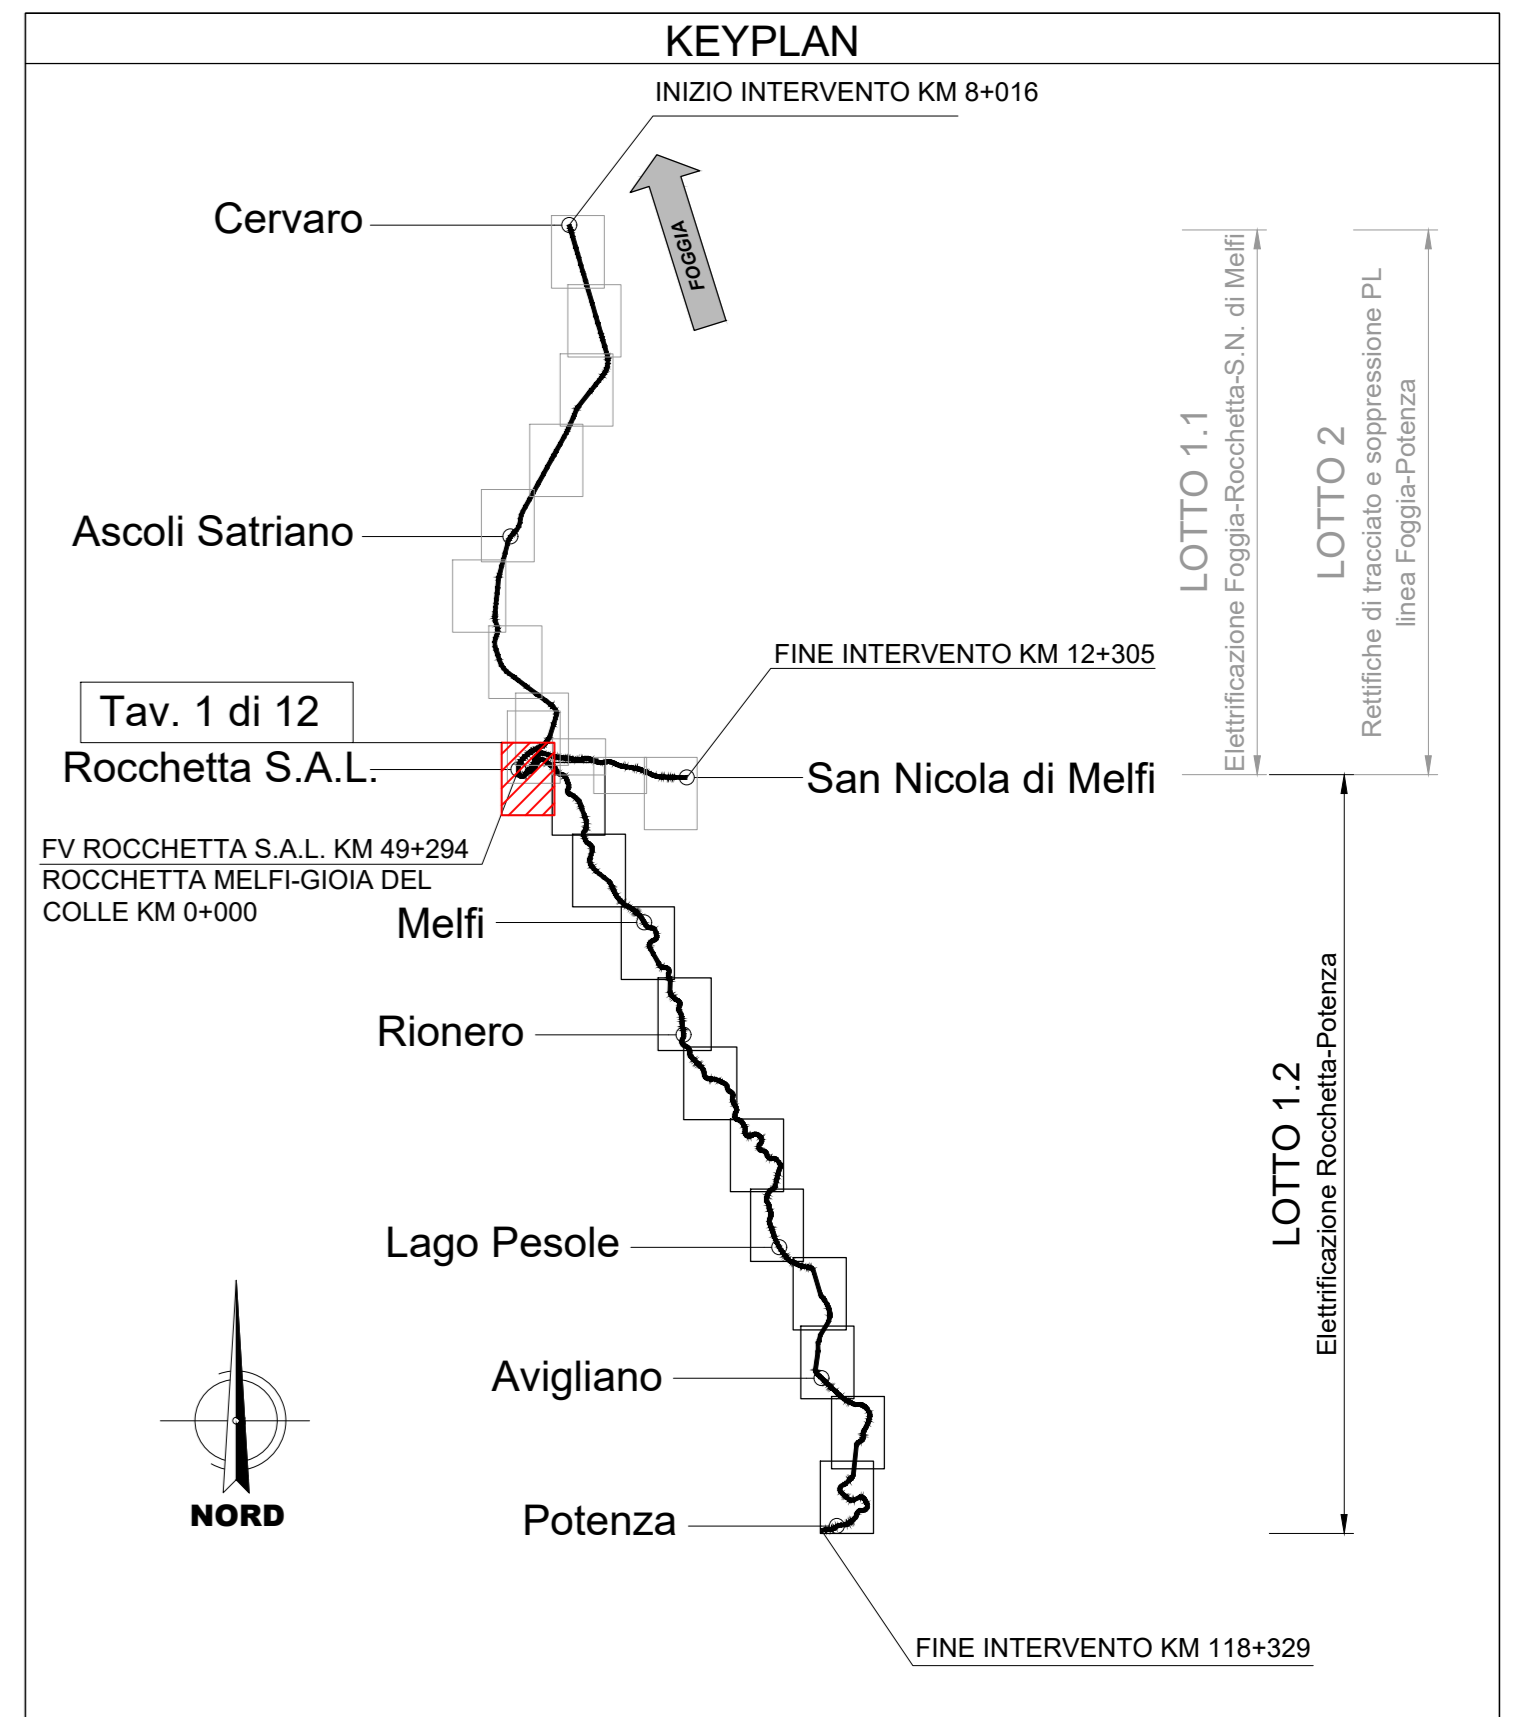 KEYPLAN
INIZIO INTERVENTO KM 8+016
FOGGIA
Cervaro
Ascoli Satriano
LOTTO 1.1
Elettrificazione Foggia-Rocchetta-S.N. di Melfi
LOTTO 2
Rettifiche di tracciato e soppressione PL
linea Foggia-Potenza
FINE INTERVENTO KM 12+305
Tav. 1 di 12
Rocchetta S.A.L.
San Nicola di Melfi
FV ROCCHETTA S.A.L. KM 49+294
ROCCHETTA MELFI-GIOIA DEL
COLLE KM 0+000
Melfi
Rionero
LOTTO 1.2
Elettrificazione Rocchetta-Potenza
Lago Pesole
Avigliano
NORD
Potenza
FINE INTERVENTO KM 118+329